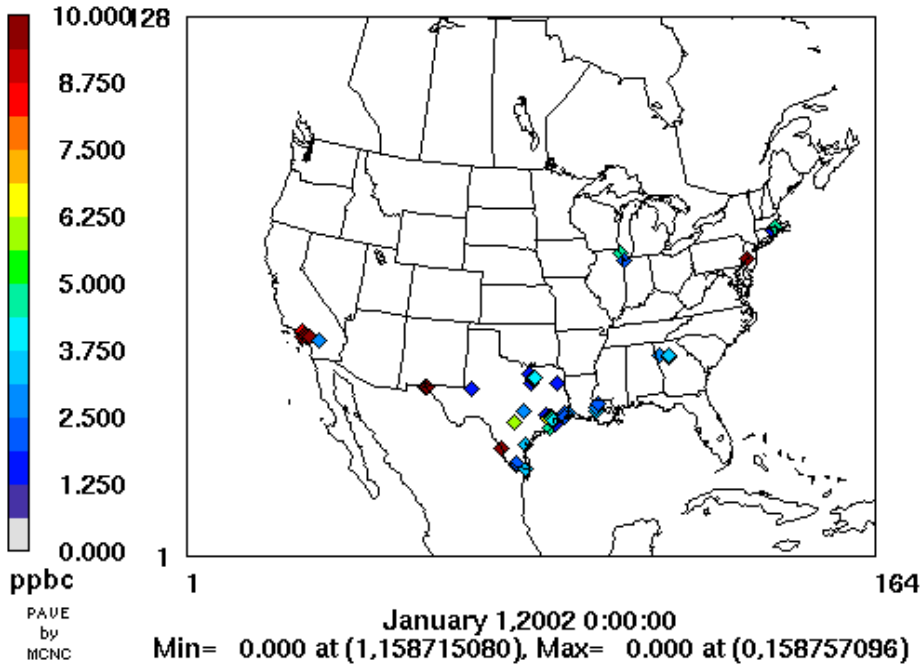 10.000
128
8.750
7.500
6.250
5.000
3.750
2.500
1.250
0.000
1
ppbc
1
164
PAVE
by
MCNC
January 1,2002 0:00:00
Min= 0.000 at (1,158715080), Max= 0.000 at (0,158757096)